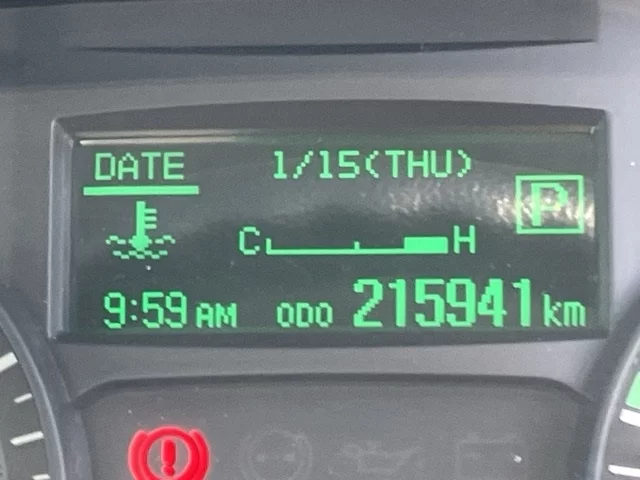 DATE 1/15(THU)
P
C H
9:59 AM ODO 215941 km
!